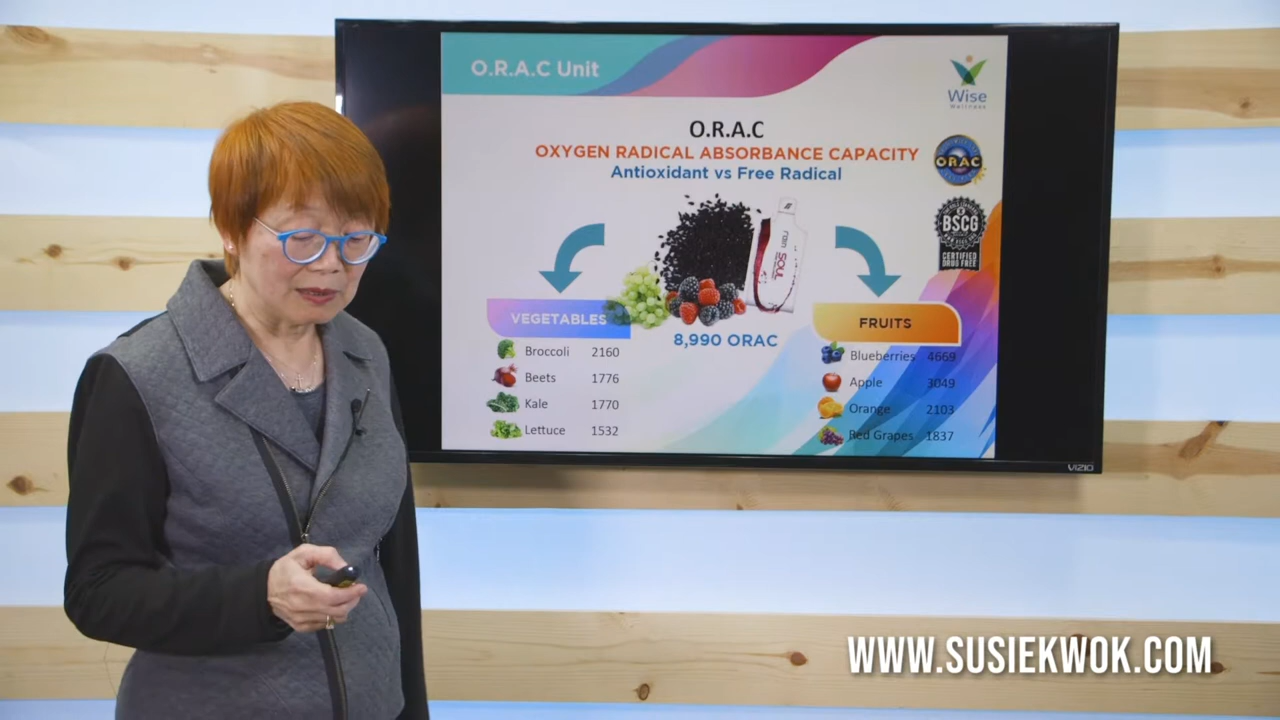 O.R.A.C Unit
Wise
Wellness
O.R.A.C
OXYGEN RADICAL ABSORBANCE CAPACITY
Antioxidant vs Free Radical
ORAC
BSCG
CERTIFIED
DRUG FREE
rain
SOUL
VEGETABLES
8,990 ORAC
FRUITS
Broccoli 2160
Beets 1776
Kale 1770
Lettuce 1532
Blueberries 4669
Apple 3049
Orange 2103
Red Grapes 1837
VIZIO
WWW.SUSIEKWOK.COM